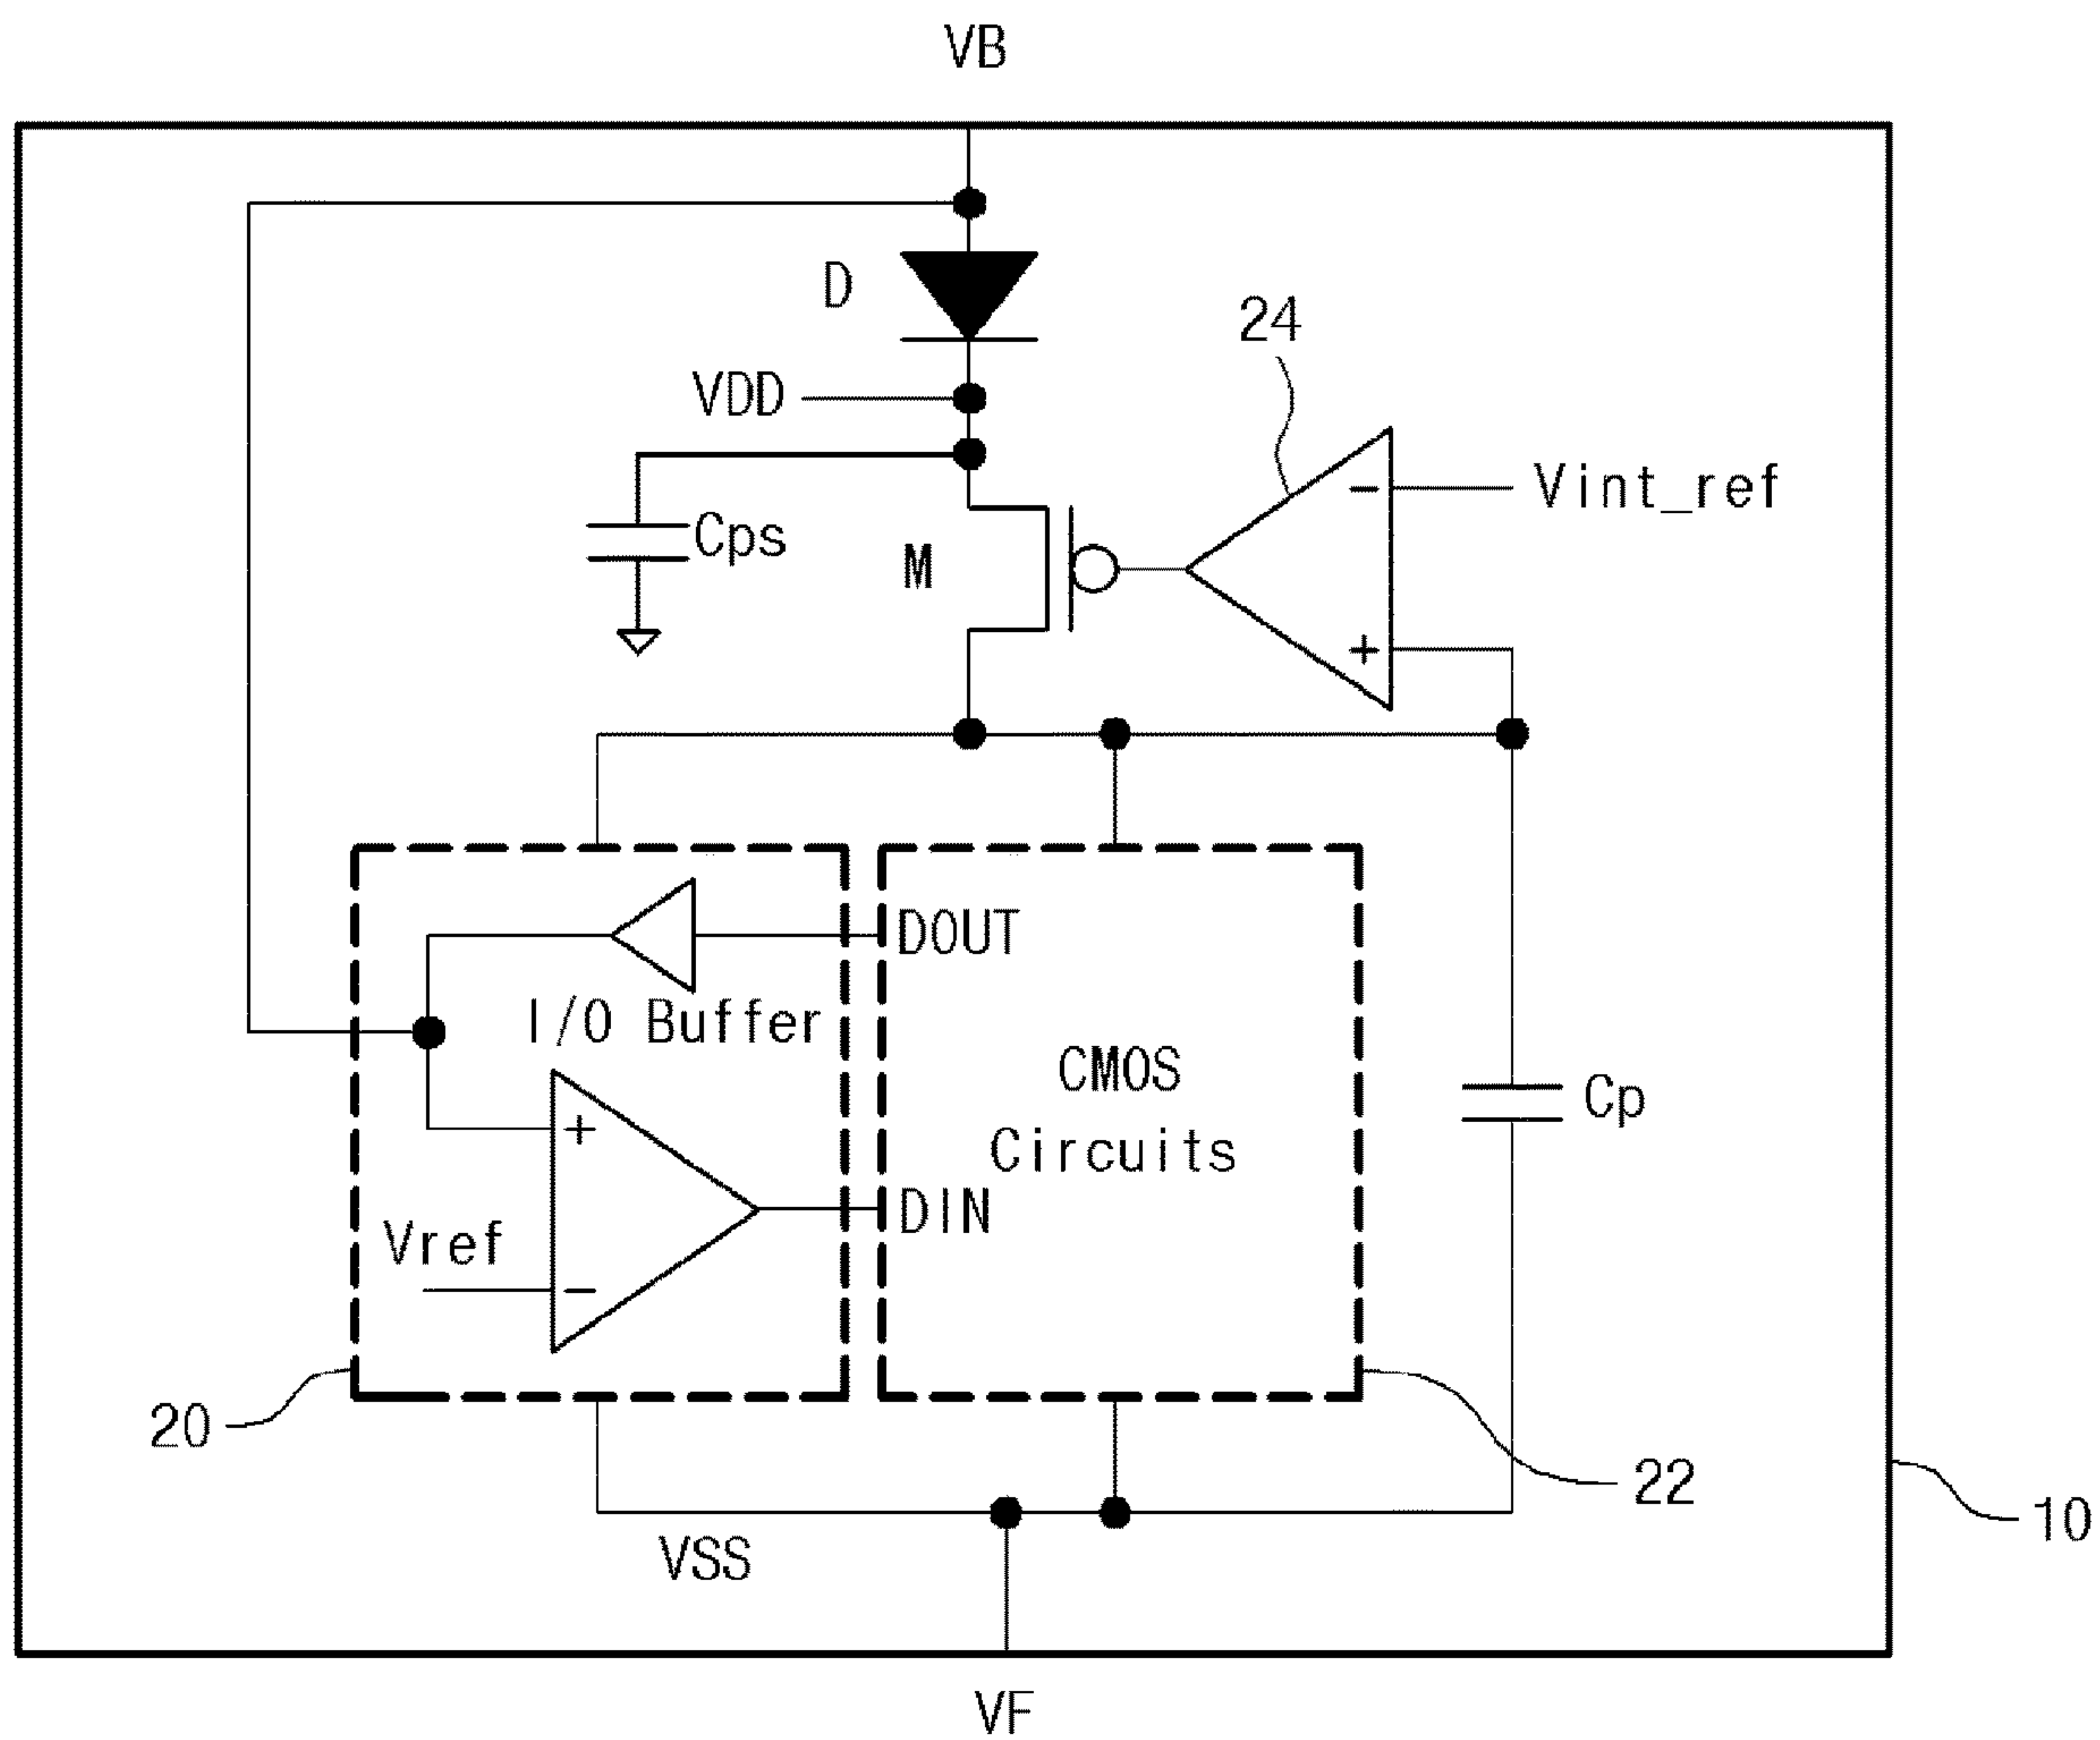 VB
D
24
VDD
Vint_ref
Cps
M
DOUT
I/O Buffer
CMOS
Circuits
Cp
DIN
Vref
20
22
10
VSS
VF